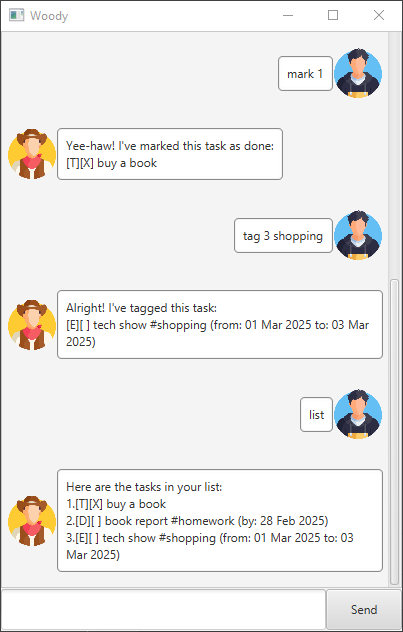 Woody
mark 1
Yee-haw! I've marked this task as done:
[T][X] buy a book
tag 3 shopping
Alright! I've tagged this task:
[E][ ] tech show #shopping (from: 01 Mar 2025 to: 03 Mar
2025)
list
Here are the tasks in your list:
1.[T][X] buy a book
2.[D][ ] book report #homework (by: 28 Feb 2025)
3.[E][ ] tech show #shopping (from: 01 Mar 2025 to: 03
Mar 2025)
Send